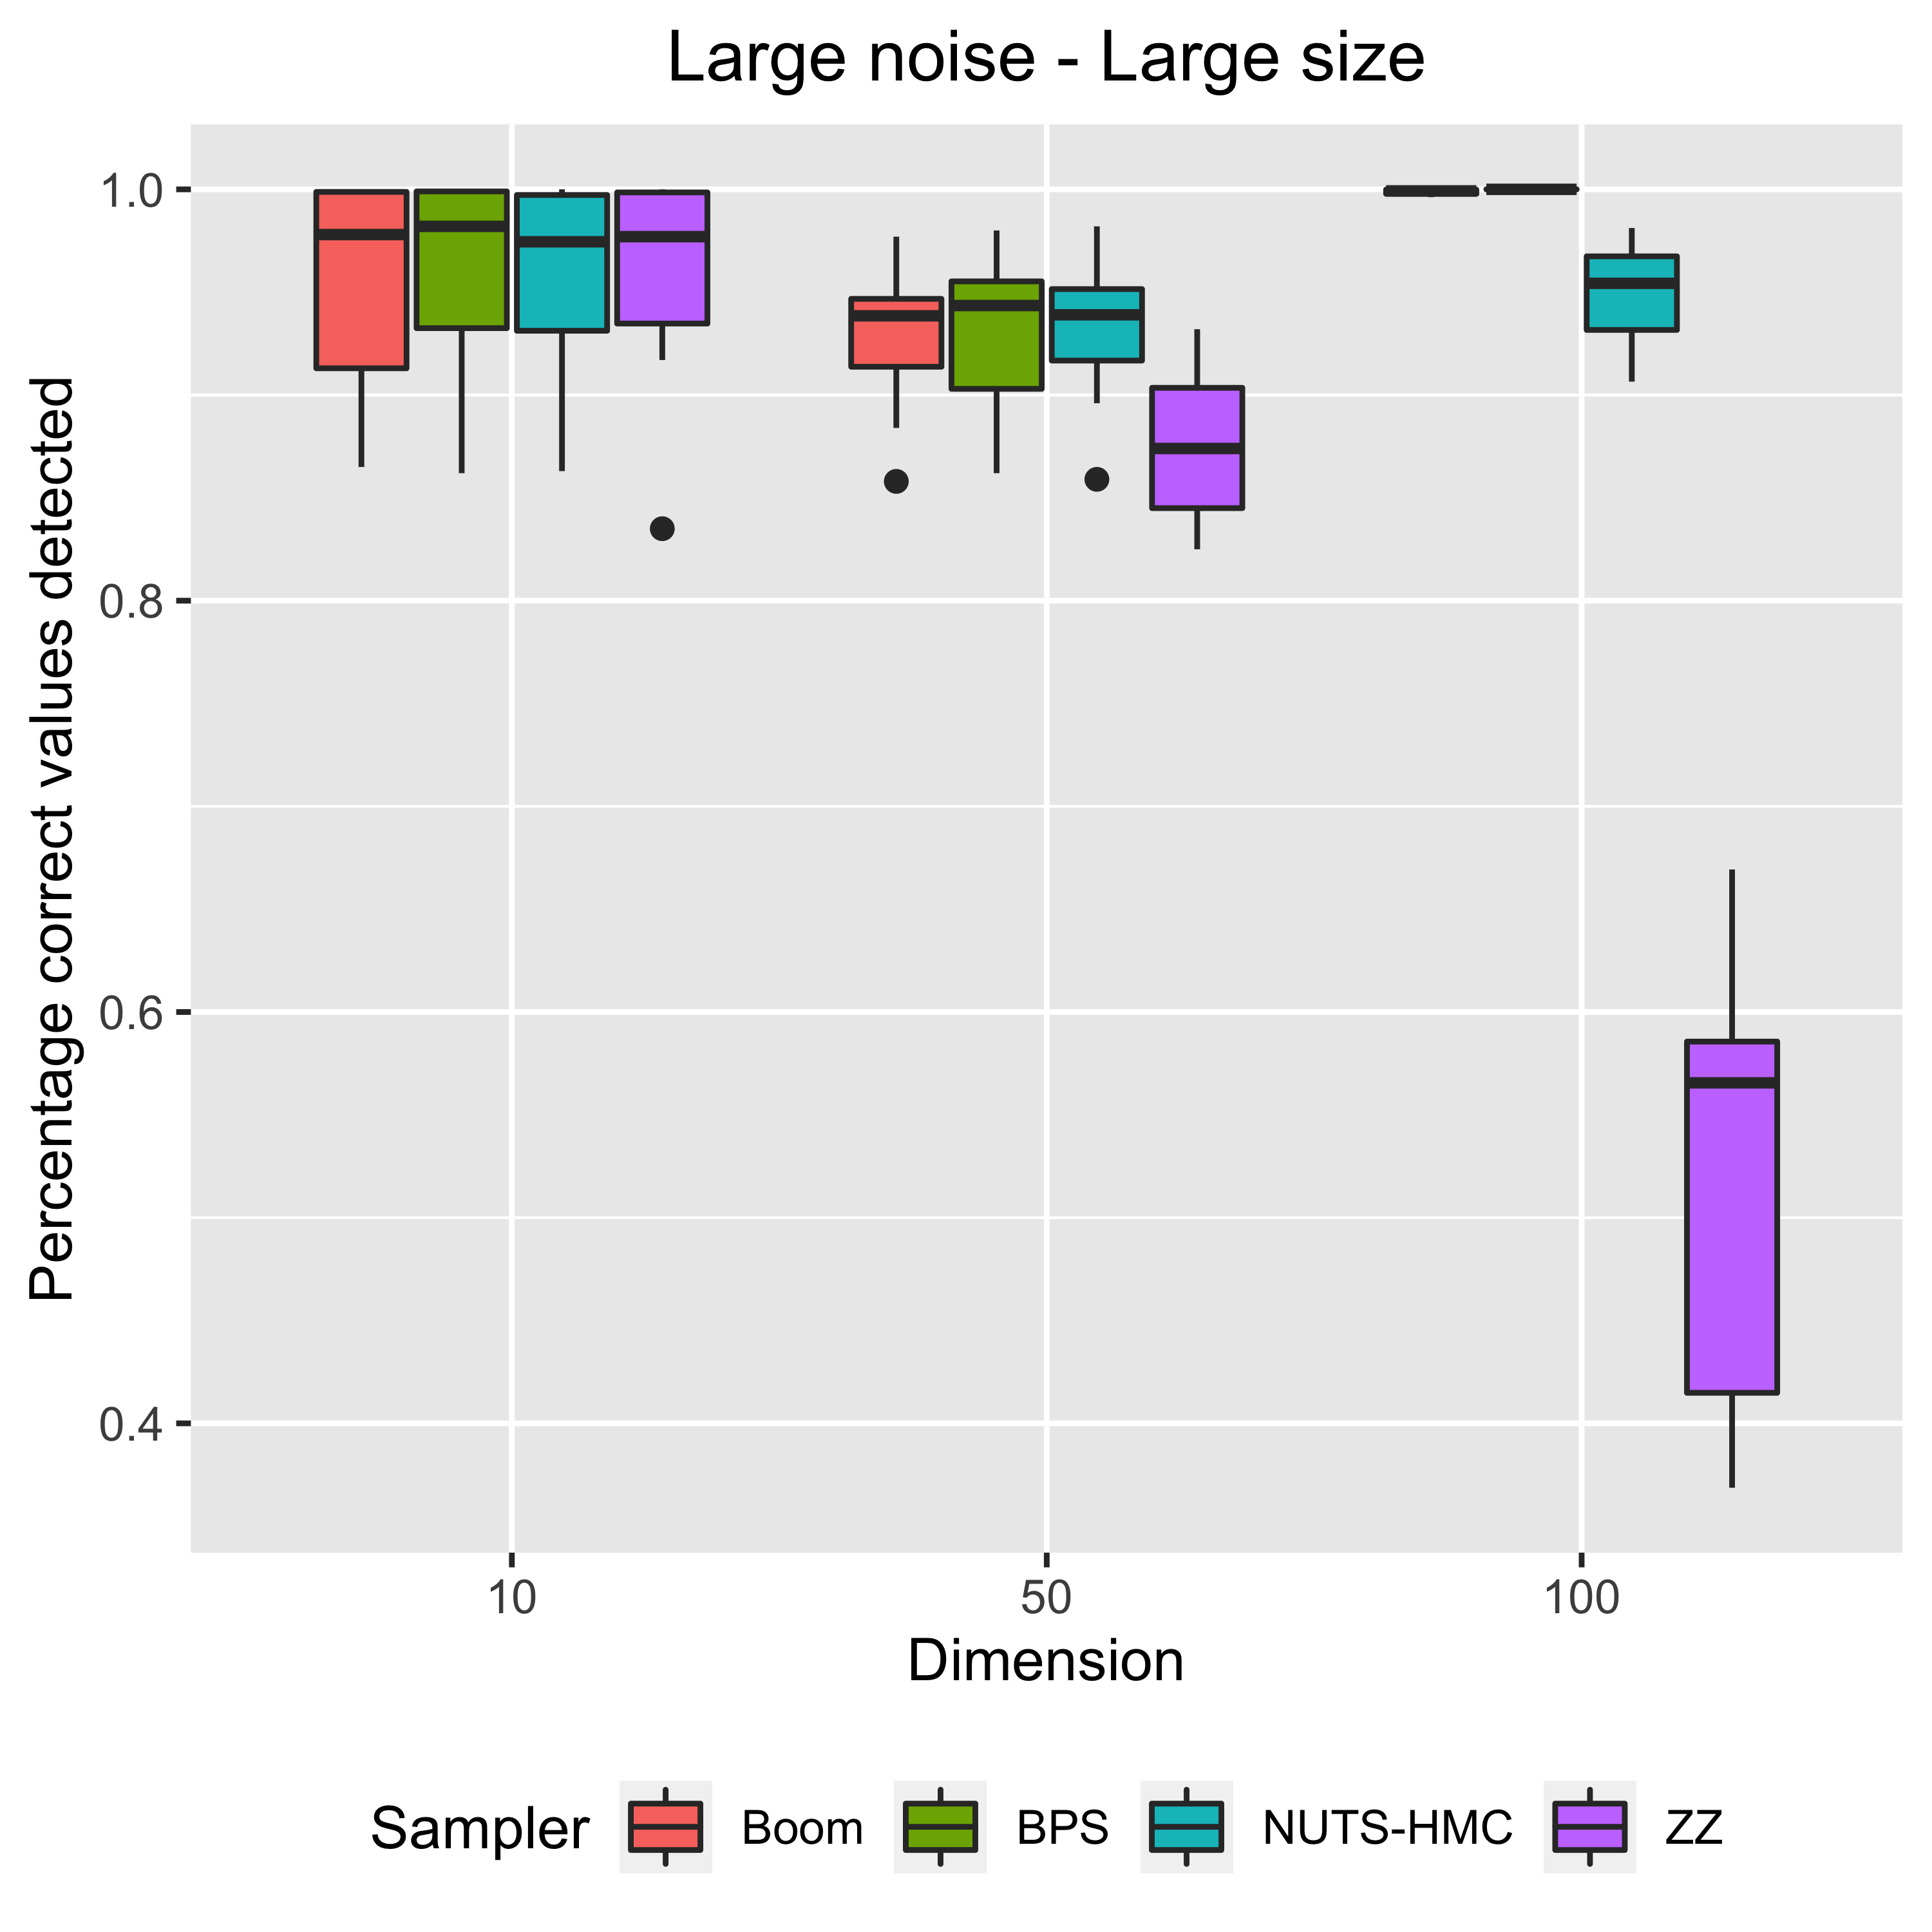 Large noise - Large size
Percentage correct values detected
1.0
0.8
0.6
0.4
10 50 100
Dimension
Sampler Boom BPS NUTS-HMC ZZ